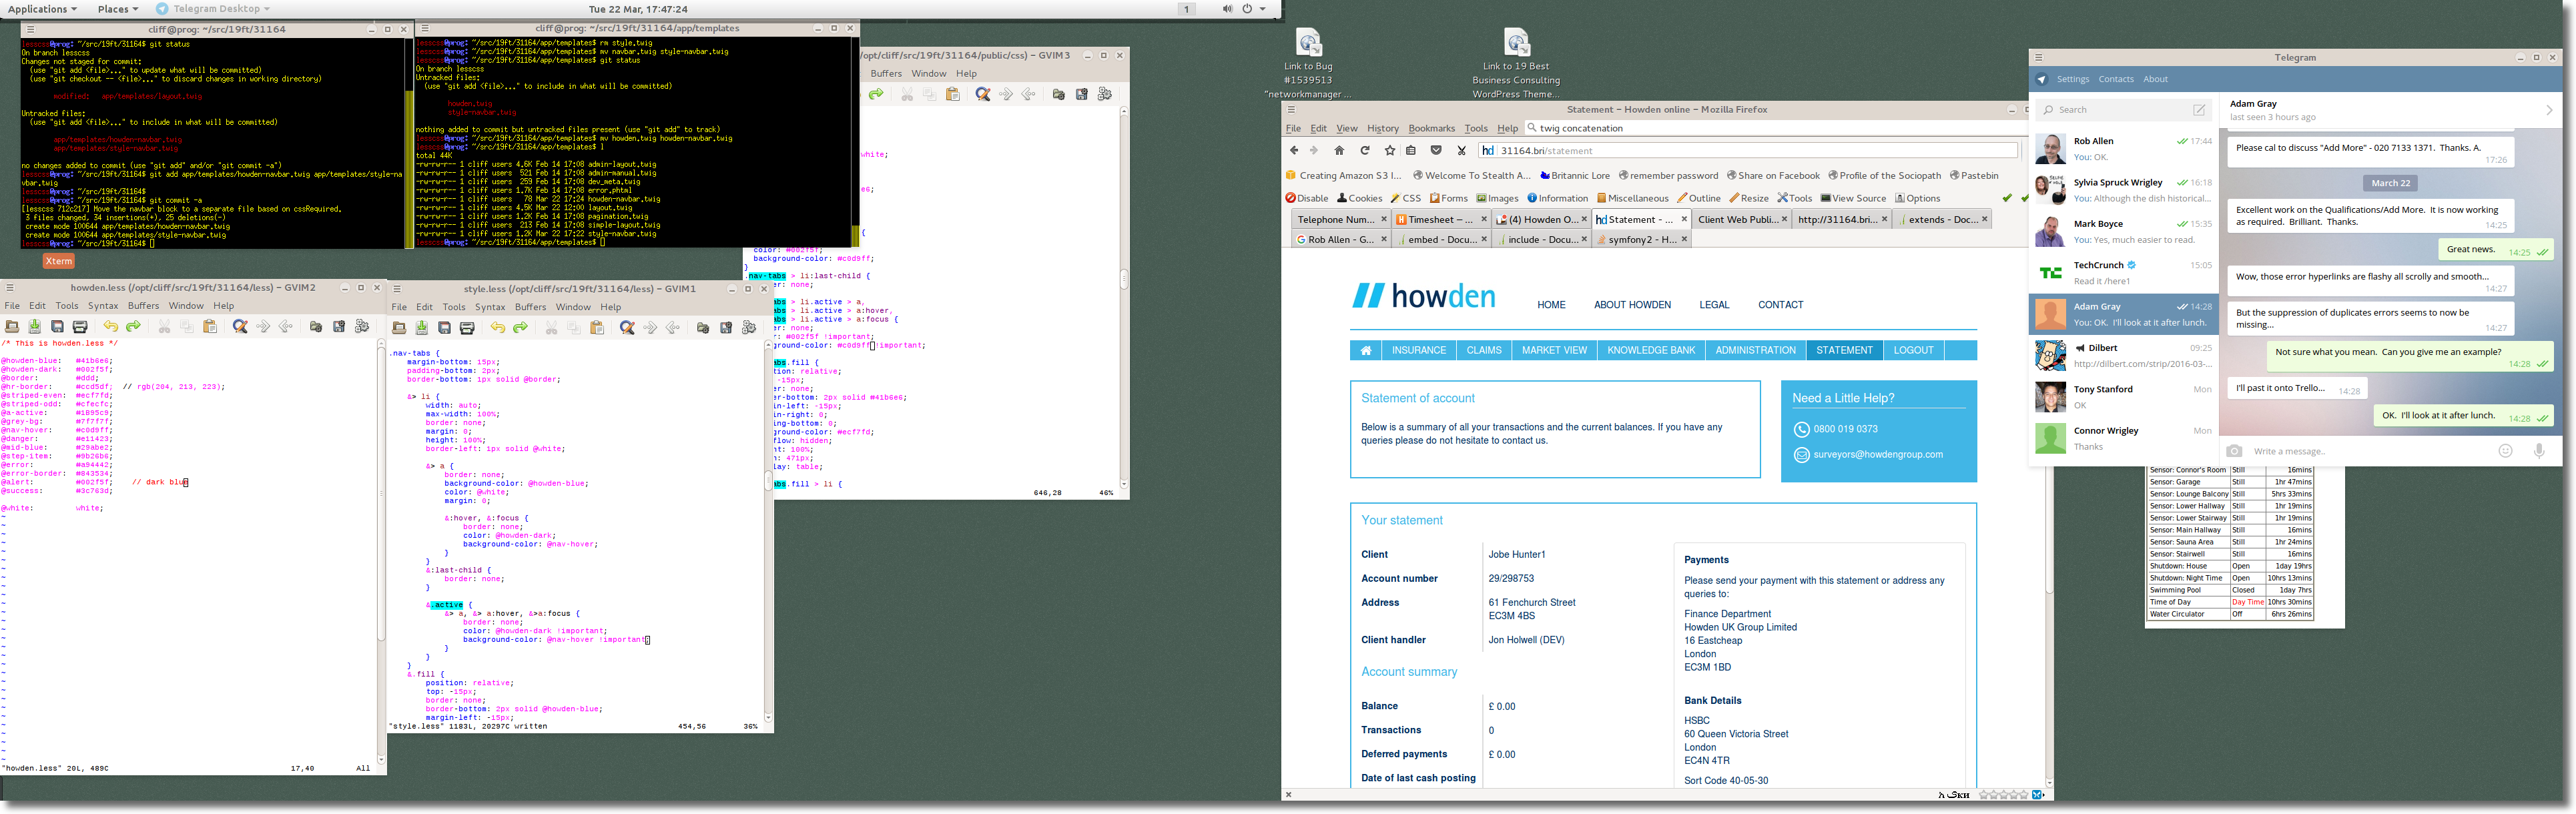 Applications Places Telegram Desktop Tue 22 Mar, 17:47:24 1
cliff@prog: ~/src/19ft/31164
lesscss@prog: ~/src/19ft/31164$ git status
On branch lesscss
Changes not staged for commit:
(use "git add <file>..." to update what will be committed)
(use "git checkout -- <file>..." to discard changes in working directory)
modified: app/templates/layout.twig
Untracked files:
(use "git add <file>..." to include in what will be committed)
app/templates/howden-navbar.twig
app/templates/style-navbar.twig
no changes added to commit (use "git add" and/or "git commit -a")
lesscss@prog: ~/src/19ft/31164$ git add app/templates/howden-navbar.twig app/templates/style-na
vbar.twig
lesscss@prog: ~/src/19ft/31164$
lesscss@prog: ~/src/19ft/31164$ git commit -a
[lesscss 712c217] Move the navbar block to a separate file based on cssRequired.
3 files changed, 34 insertions(+), 25 deletions(-)
create mode 100644 app/templates/howden-navbar.twig
create mode 100644 app/templates/style-navbar.twig
lesscss@prog: ~/src/19ft/31164$
Xterm
cliff@prog: ~/src/19ft/31164/app/templates
lesscss@prog: ~/src/19ft/31164/app/templates$ rm style.twig
lesscss@prog: ~/src/19ft/31164/app/templates$ mv navbar.twig style-navbar.twig
lesscss@prog: ~/src/19ft/31164/app/templates$ git status
On branch lesscss
Untracked files:
(use "git add <file>..." to include in what will be committed)
howden.twig
style-navbar.twig
nothing added to commit but untracked files present (use "git add" to track)
lesscss@prog: ~/src/19ft/31164/app/templates$ mv howden.twig howden-navbar.twig
lesscss@prog: ~/src/19ft/31164/app/templates$ l
total 44K
-rw-rw-r-- 1 cliff users 4.6K Feb 14 17:08 admin-layout.twig
-rw-rw-r-- 1 cliff users 521 Feb 14 17:08 admin-manual.twig
-rw-rw-r-- 1 cliff users 259 Feb 14 17:08 dev_meta.twig
-rw-rw-r-- 1 cliff users 1.7K Feb 14 17:08 error.phtml
-rw-rw-r-- 1 cliff users 78 Mar 22 17:24 howden-navbar.twig
-rw-rw-r-- 1 cliff users 4.5K Mar 22 12:00 layout.twig
-rw-rw-r-- 1 cliff users 1.2K Feb 14 17:08 pagination.twig
-rw-rw-r-- 1 cliff users 213 Feb 14 17:08 simple-layout.twig
-rw-rw-r-- 1 cliff users 1.2K Mar 22 17:22 style-navbar.twig
lesscss@prog: ~/src/19ft/31164/app/templates$
/opt/cliff/src/19ft/31164/public/css) – GVIM3
Buffers Window Help
white;
{
color: #002f5f;
background-color: #c0d9ff;
}
.nav-tabs > li:last-child {
er: none;
abs > li.active > a,
abs > li.active > a:hover,
abs > li.active > a:focus {
er: none;
r: #002f5f !important;
ground-color: #c0d9ff !important;
abs.fill {
tion: relative;
-15px;
er: none;
er-bottom: 2px solid #41b6e6;
in-left: -15px;
in-right: 0;
ing-bottom: 0;
ground-color: #ecf7fd;
flow: hidden;
ht: 100%;
h: 471px;
lay: table;
abs.fill > li {
646,28 46%
howden.less (/opt/cliff/src/19ft/31164/less) – GVIM2
File Edit Tools Syntax Buffers Window Help
/* This is howden.less */
@howden-blue: #41b6e6;
@howden-dark: #002f5f;
@border: #ddd;
@hr-border: #ccd5df; // rgb(204, 213, 223);
@striped-even: #ecf7fd;
@striped-odd: #cfecfc;
@a-active: #1895c9;
@grey-bg: #7f7f7f;
@nav-hover: #c0d9ff;
@danger: #e11423;
@mid-blue: #29abe2;
@step-item: #9b26b6;
@error: #a94442;
@error-border: #843534;
@alert: #002f5f; // dark blue
@success: #3c763d;
@white: white;
"howden.less" 20L, 489C 17,40 All
style.less (/opt/cliff/src/19ft/31164/less) – GVIM1
File Edit Tools Syntax Buffers Window Help
.nav-tabs {
margin-bottom: 15px;
padding-bottom: 2px;
border-bottom: 1px solid @border;
&> li {
width: auto;
max-width: 100%;
border: none;
margin: 0;
height: 100%;
border-left: 1px solid @white;
&> a {
border: none;
background-color: @howden-blue;
color: @white;
margin: 0;
&:hover, &:focus {
border: none;
color: @howden-dark;
background-color: @nav-hover;
}
}
&:last-child {
border: none;
}
&.active {
&> a, &> a:hover, &>a:focus {
border: none;
color: @howden-dark !important;
background-color: @nav-hover !important;
}
}
}
&.fill {
position: relative;
top: -15px;
border: none;
border-bottom: 2px solid @howden-blue;
margin-left: -15px;
"style.less" 1183L, 20297C written 454,56 36%
Link to Bug
#1539513
"networkmanager ...
Link to 19 Best
Business Consulting
WordPress Theme...
Statement – Howden online – Mozilla Firefox
File Edit View History Bookmarks Tools Help twig concatenation
hd 31164.bri/statement
Creating Amazon S3 I... Welcome To Stealth A... Britannic Lore remember password Share on Facebook Profile of the Sociopath Pastebin
Disable Cookies CSS Forms Images Information Miscellaneous Outline Resize Tools View Source Options
Telephone Num... Timesheet – ... (4) Howden O... hd Statement - ... Client Web Publi... http://31164.bri... extends - Doc...
Rob Allen - G... embed - Docu... include - Docu... symfony2 - H...
howden HOME ABOUT HOWDEN LEGAL CONTACT
INSURANCE CLAIMS MARKET VIEW KNOWLEDGE BANK ADMINISTRATION STATEMENT LOGOUT
Statement of account
Below is a summary of all your transactions and the current balances. If you have any
queries please do not hesitate to contact us.
Need a Little Help?
0800 019 0373
surveyors@howdengroup.com
Your statement
Client Jobe Hunter1
Account number 29/298753
Address 61 Fenchurch Street
EC3M 4BS
Client handler Jon Holwell (DEV)
Account summary
Balance £ 0.00
Transactions 0
Deferred payments £ 0.00
Date of last cash posting
Payments
Please send your payment with this statement or address any
queries to:
Finance Department
Howden UK Group Limited
16 Eastcheap
London
EC3M 1BD
Bank Details
HSBC
60 Queen Victoria Street
London
EC4N 4TR
Sort Code 40-05-30
Telegram
Settings Contacts About
Search
Rob Allen 17:44
You: OK.
Sylvia Spruck Wrigley 16:18
You: Although the dish historical...
Mark Boyce 15:35
You: Yes, much easier to read.
TechCrunch 15:05
Read it /here1
Adam Gray 14:28
You: OK. I'll look at it after lunch.
Dilbert 09:25
http://dilbert.com/strip/2016-03-...
Tony Stanford Mon
OK
Connor Wrigley Mon
Thanks
Adam Gray
last seen 3 hours ago
Please cal to discuss "Add More" - 020 7133 1371. Thanks. A.
17:26
March 22
Excellent work on the Qualifications/Add More. It is now working
as required. Brilliant. Thanks. 14:25
Great news. 14:25
Wow, those error hyperlinks are flashy all scrolly and smooth...
14:27
But the suppression of duplicates errors seems to now be
missing... 14:27
Not sure what you mean. Can you give me an example?
14:28
I'll past it onto Trello... 14:28
OK. I'll look at it after lunch. 14:28
Write a message..
Sensor: Connor's Room Still 16mins
Sensor: Garage Still 1hr 47mins
Sensor: Lounge Balcony Still 5hrs 33mins
Sensor: Lower Hallway Still 1hr 19mins
Sensor: Lower Stairway Still 1hr 19mins
Sensor: Main Hallway Still 16mins
Sensor: Sauna Area Still 1hr 24mins
Sensor: Stairwell Still 16mins
Shutdown: House Open 1day 19hrs
Shutdown: Night Time Open 10hrs 13mins
Swimming Pool Closed 1day 7hrs
Time of Day Day Time 10hrs 30mins
Water Circulator Off 6hrs 26mins